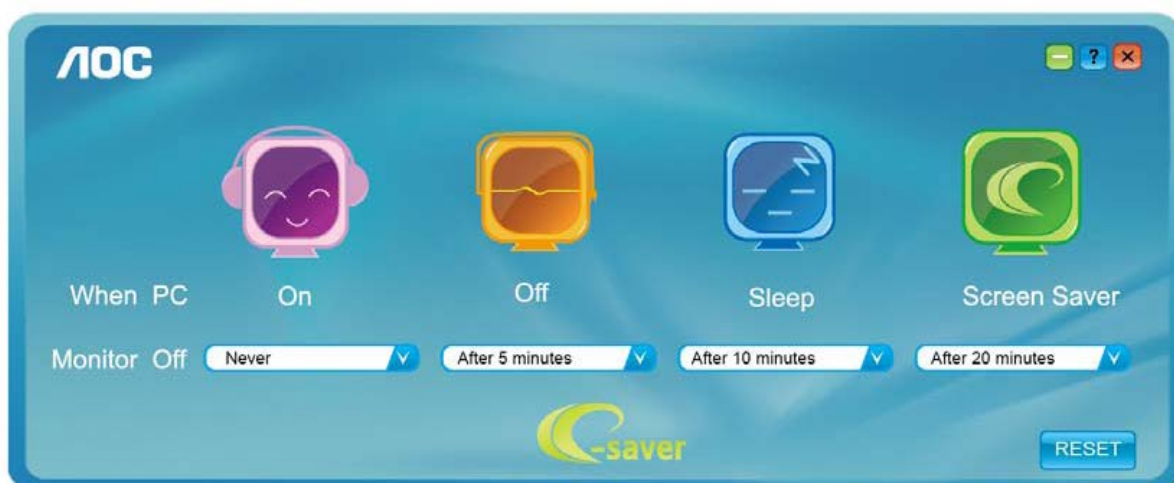 AOC
?
When PC On Off Sleep Screen Saver
Monitor Off Never After 5 minutes After 10 minutes After 20 minutes
e-saver
RESET